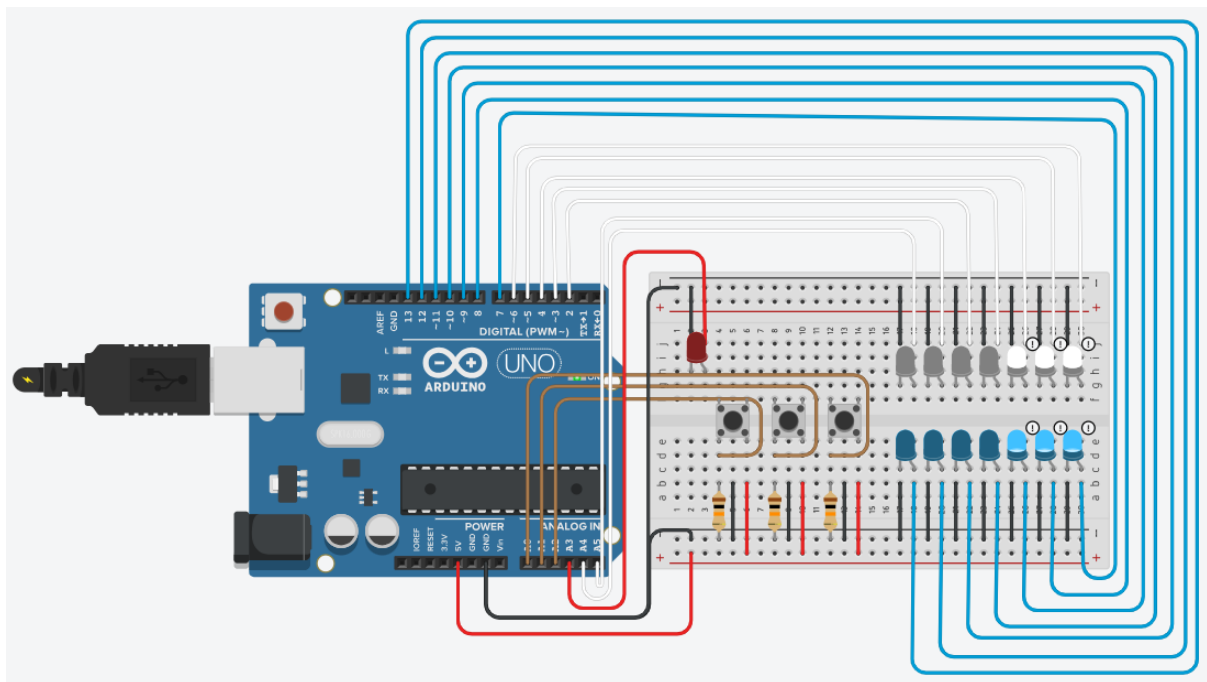 AREF
GND
13
12
~11
~10
~9
8
7
~6
~5
4
~3
2
TX→1
RX←0
DIGITAL (PWM~)
L
TX
RX
ARDUINO
UNO
ON
IOREF
RESET
3.3V
5V
GND
GND
Vin
POWER
ANALOG IN
A3
A4
A5
- -
+ +
j j
i i
h h
g g
f f
e e
d d
c c
b b
a a
- -
+ +
! ! !
! ! !